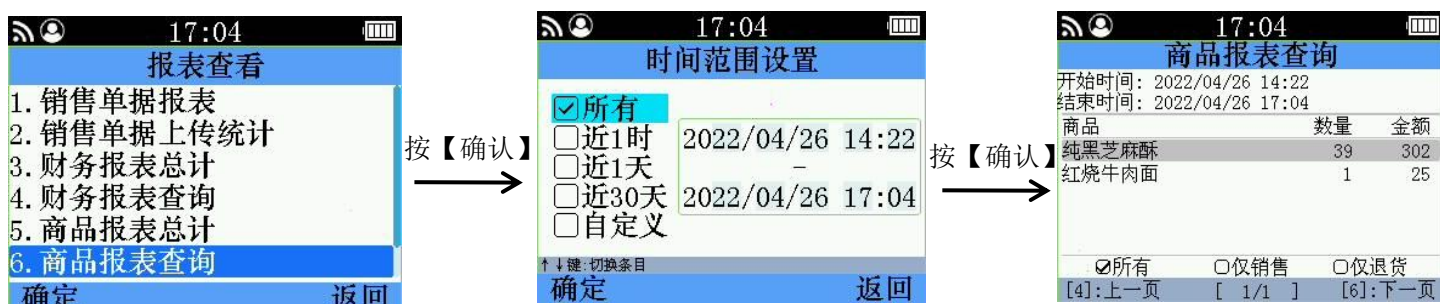 17:04
报表查看
1.销售单据报表
2.销售单据上传统计
3.财务报表总计
4.财务报表查询
5.商品报表总计
6.商品报表查询
确定 返回
按【确认】
17:04
时间范围设置
所有
近1时
近1天
近30天
自定义
2022/04/26 14:22
–
2022/04/26 17:04
↑↓键:切换条目
确定 返回
按【确认】
17:04
商品报表查询
开始时间: 2022/04/26 14:22
结束时间: 2022/04/26 17:04
商品 数量 金额
纯黑芝麻酥 39 302
红烧牛肉面 1 25
所有 仅销售 仅退货
[4]:上一页 [ 1/1 ] [6]:下一页